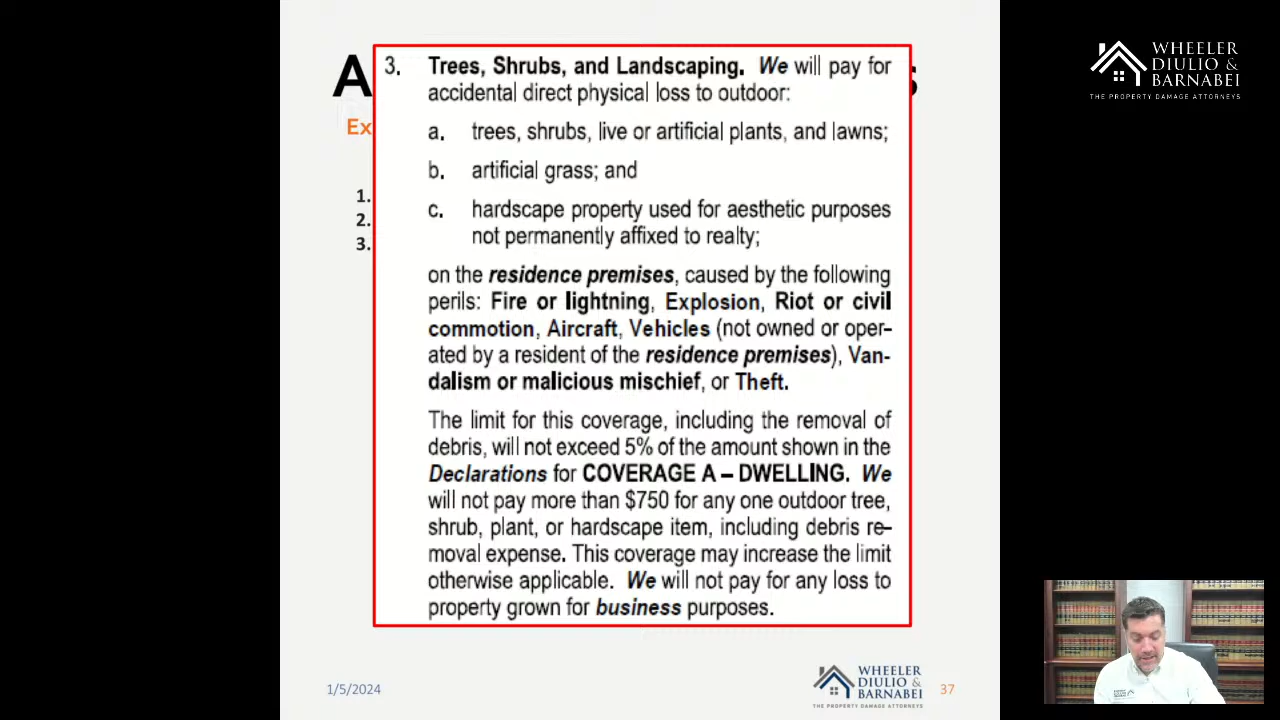 WHEELER
DIULIO &
BARNABEI
THE PROPERTY DAMAGE ATTORNEYS
A
Ex
1.
2.
3.
3. Trees, Shrubs, and Landscaping. We will pay for
accidental direct physical loss to outdoor:
a. trees, shrubs, live or artificial plants, and lawns;
b. artificial grass; and
c. hardscape property used for aesthetic purposes
not permanently affixed to realty;
on the residence premises, caused by the following
perils: Fire or lightning, Explosion, Riot or civil
commotion, Aircraft, Vehicles (not owned or oper-
ated by a resident of the residence premises), Van-
dalism or malicious mischief, or Theft.
The limit for this coverage, including the removal of
debris, will not exceed 5% of the amount shown in the
Declarations for COVERAGE A – DWELLING. We
will not pay more than $750 for any one outdoor tree,
shrub, plant, or hardscape item, including debris re-
moval expense. This coverage may increase the limit
otherwise applicable. We will not pay for any loss to
property grown for business purposes.
1/5/2024
WHEELER
DIULIO &
BARNABEI
THE PROPERTY DAMAGE ATTORNEYS
37